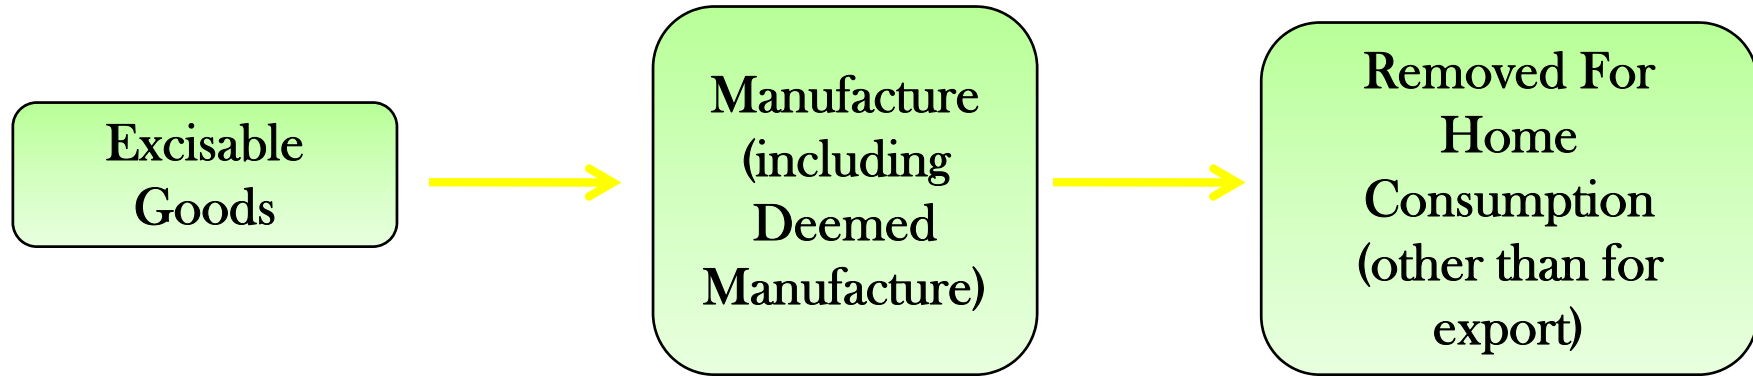 Excisable
Goods
Manufacture
(including
Deemed
Manufacture)
Removed For
Home
Consumption
(other than for
export)